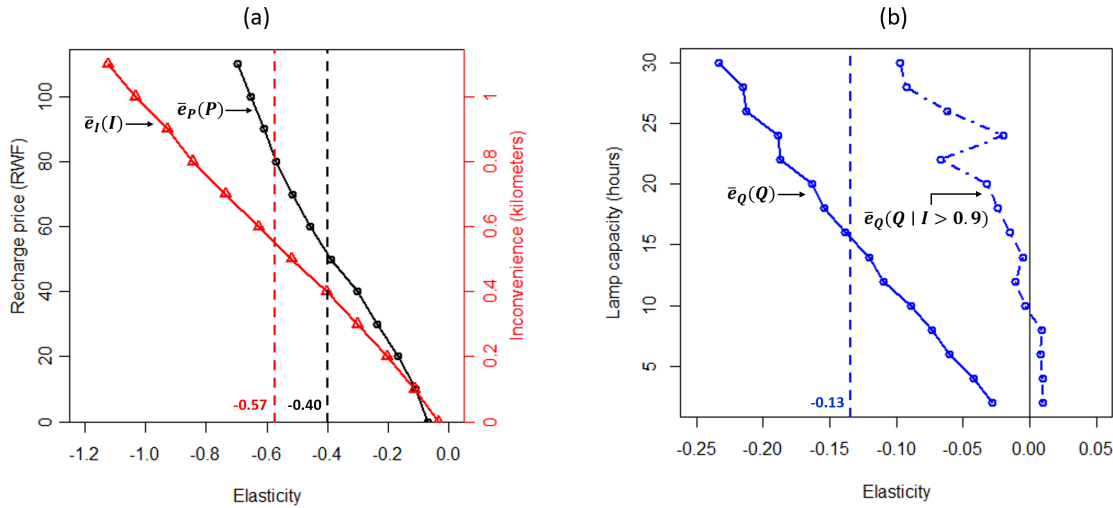 (a)
Recharge price (RWF)
100
80
60
40
20
0
ē_I(I)
ē_P(P)
-0.57
-0.40
1
0.8
0.6
0.4
0.2
0
Inconvenience (kilometers)
-1.2 -1.0 -0.8 -0.6 -0.4 -0.2 0.0
Elasticity
(b)
Lamp capacity (hours)
30
25
20
15
10
5
ē_Q(Q)
ē_Q(Q | I > 0.9)
-0.13
-0.25 -0.20 -0.15 -0.10 -0.05 0.00 0.05
Elasticity